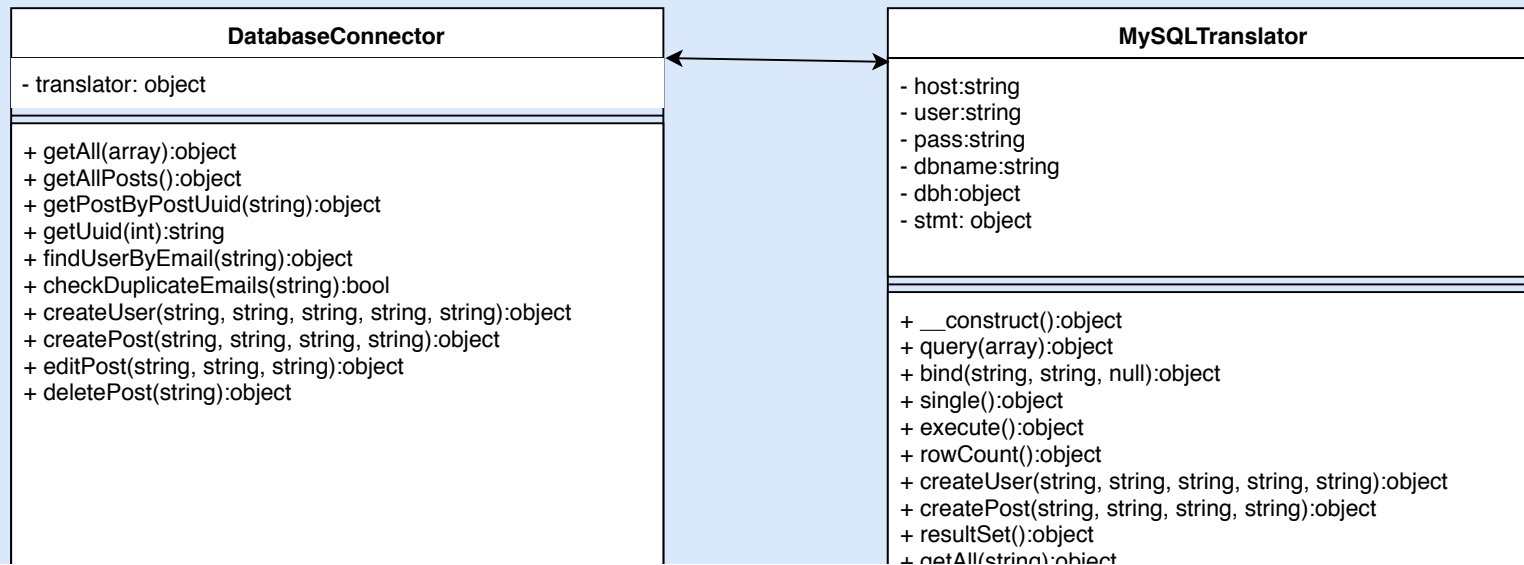 DatabaseConnector
- translator: object
+ getAll(array):object
+ getAllPosts():object
+ getPostByPostUuid(string):object
+ getUuid(int):string
+ findUserByEmail(string):object
+ checkDuplicateEmails(string):bool
+ createUser(string, string, string, string, string):object
+ createPost(string, string, string, string):object
+ editPost(string, string, string):object
+ deletePost(string):object
MySQLTranslator
- host:string
- user:string
- pass:string
- dbname:string
- dbh:object
- stmt: object
+ __construct():object
+ query(array):object
+ bind(string, string, null):object
+ single():object
+ execute():object
+ rowCount():object
+ createUser(string, string, string, string, string):object
+ createPost(string, string, string, string):object
+ resultSet():object
+ getAll(string):object